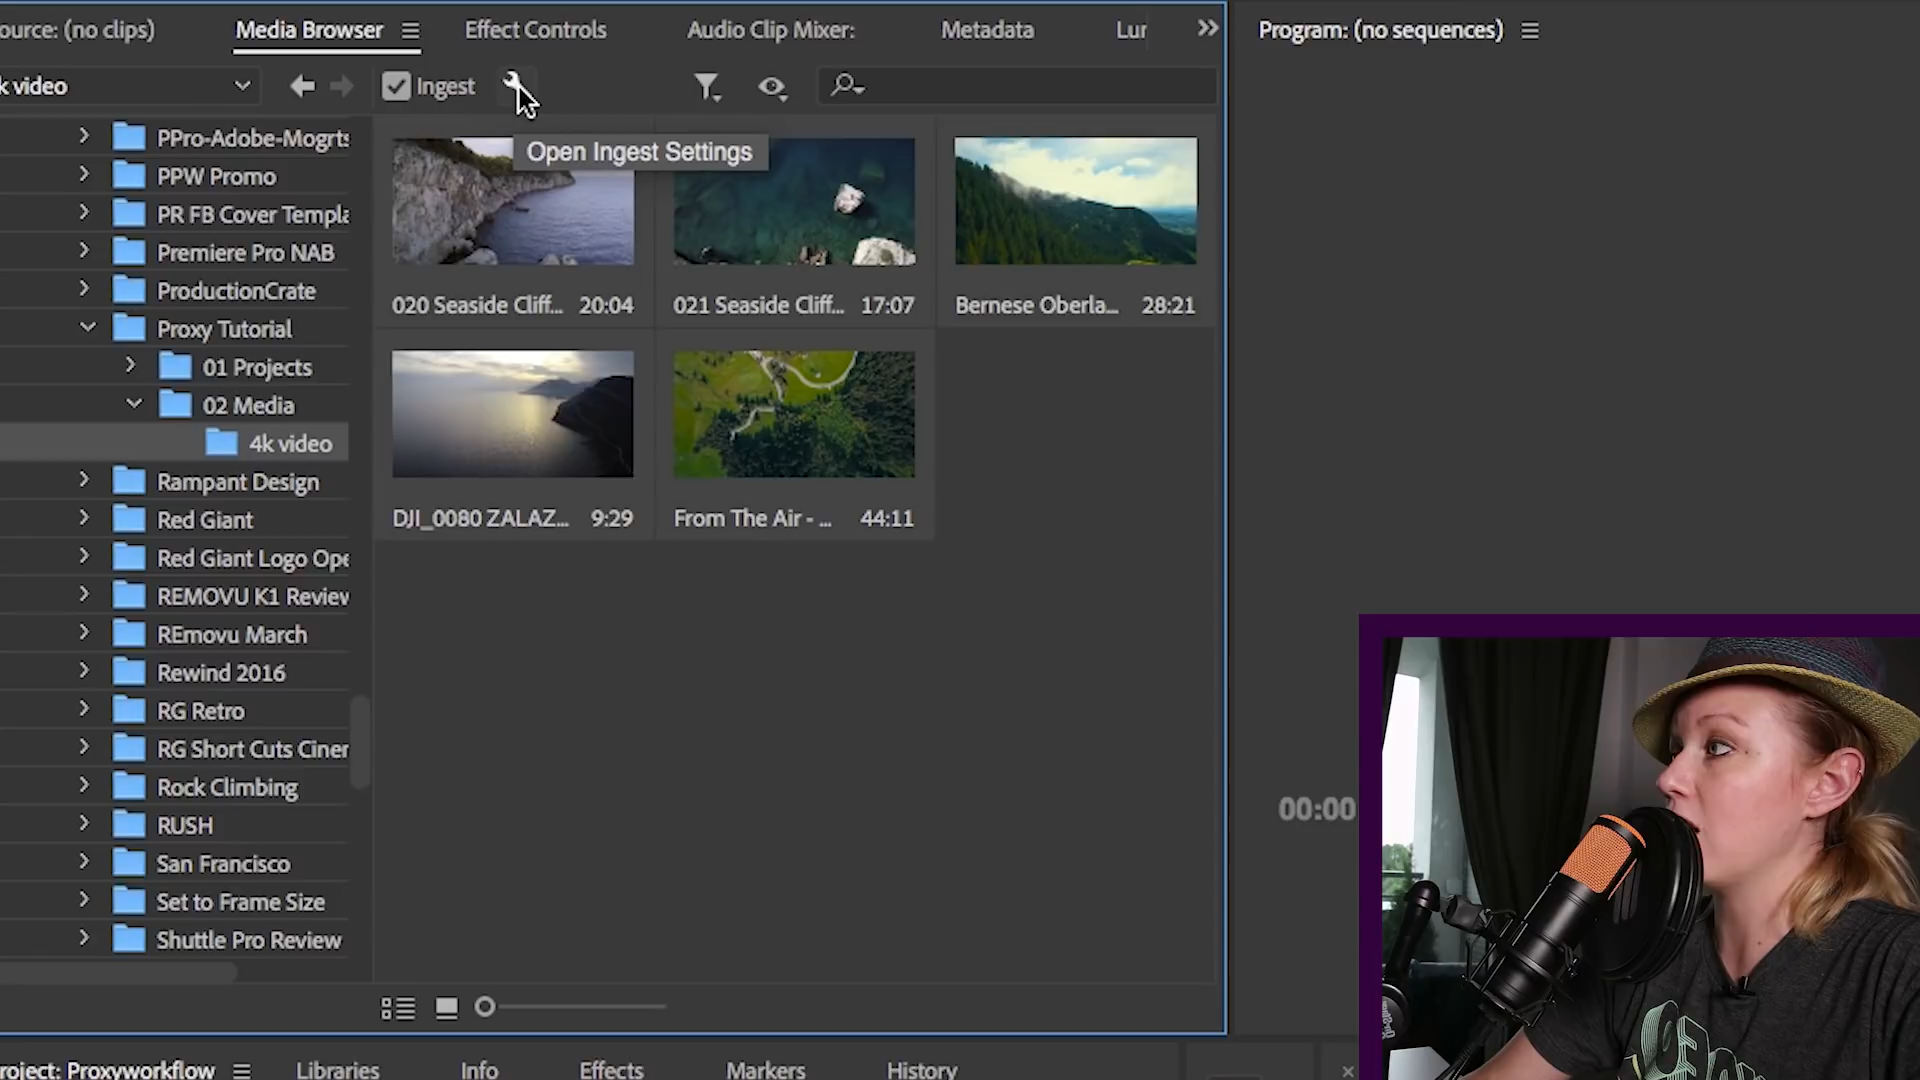 ource: (no clips)
Media Browser
Effect Controls
Audio Clip Mixer:
Metadata
Lur
Program: (no sequences)
k video
Ingest
Open Ingest Settings
PPro-Adobe-Mogrts
PPW Promo
PR FB Cover Templa
Premiere Pro NAB
ProductionCrate
Proxy Tutorial
01 Projects
02 Media
4k video
Rampant Design
Red Giant
Red Giant Logo Ope
REMOVU K1 Review
REmovu March
Rewind 2016
RG Retro
RG Short Cuts Ciner
Rock Climbing
RUSH
San Francisco
Set to Frame Size
Shuttle Pro Review
020 Seaside Cliff... 20:04
021 Seaside Cliff... 17:07
Bernese Oberla... 28:21
DJI_0080 ZALAZ... 9:29
From The Air - ... 44:11
00:00
roject: Proxyworkflow
Libraries
Info
Effects
Markers
History